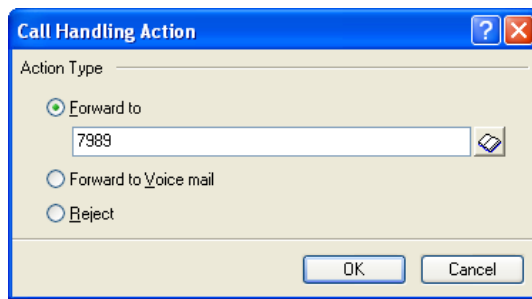 Call Handling Action
Action Type
Forward to
7989
Forward to Voice mail
Reject
OK Cancel